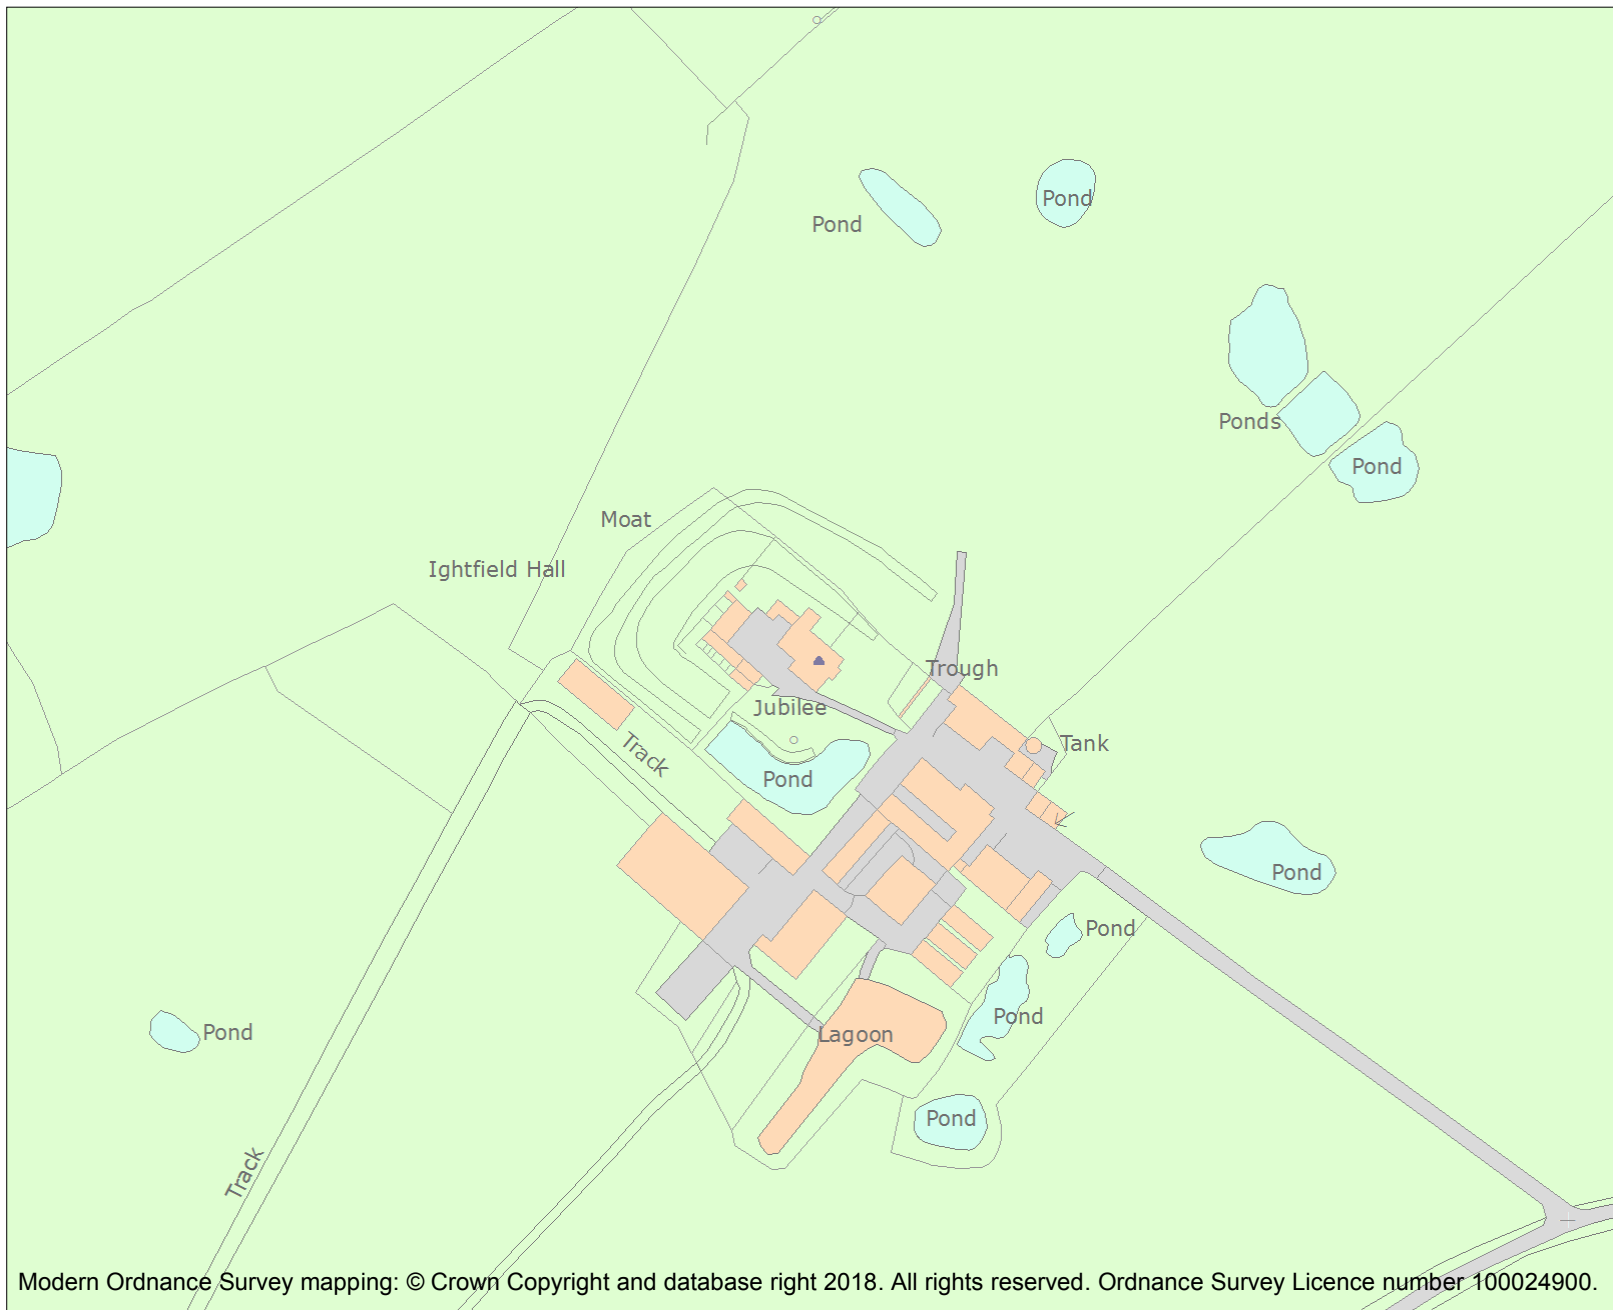 Pond
Pond
Ponds
Pond
Moat
Ightfield Hall
Trough
Jubilee
Track
Tank
Pond
Pond
Pond
Pond
Lagoon
Pond
Pond
Track
Modern Ordnance Survey mapping: © Crown Copyright and database right 2018. All rights reserved. Ordnance Survey Licence number 100024900.